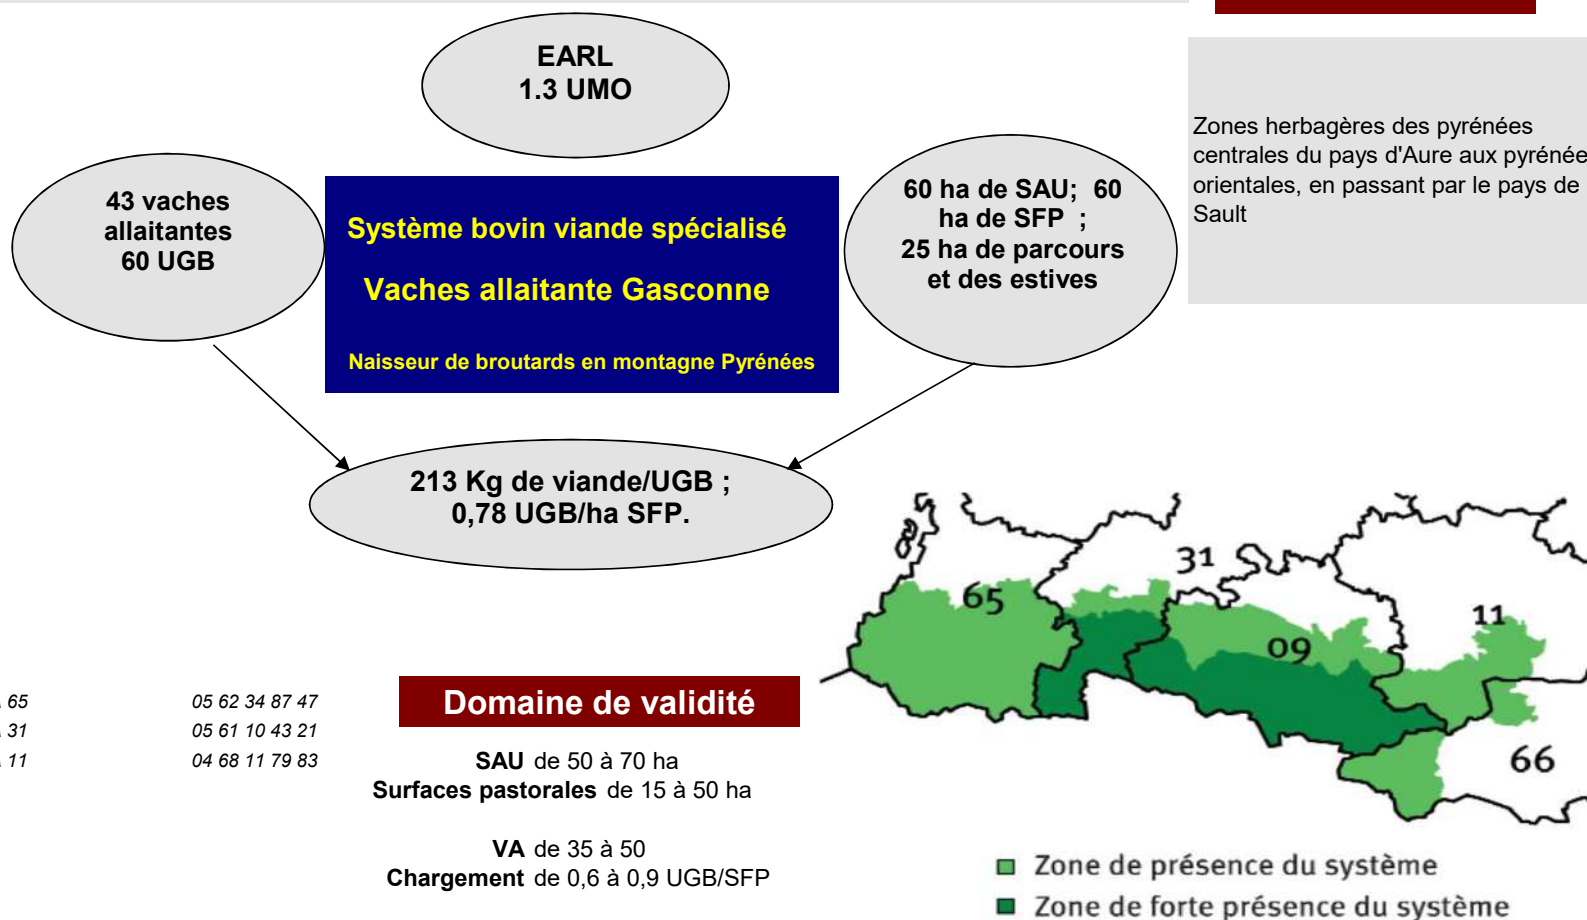 EARL
1.3 UMO
43 vaches
allaitantes
60 UGB
Système bovin viande spécialisé
Vaches allaitante Gasconne
Naisseur de broutards en montagne Pyrénées
60 ha de SAU; 60
ha de SFP ;
25 ha de parcours
et des estives
Zones herbagères des pyrénées
centrales du pays d'Aure aux pyrénée
orientales, en passant par le pays de
Sault
213 Kg de viande/UGB ;
0,78 UGB/ha SFP.
65
31
09
11
66
65 05 62 34 87 47
31 05 61 10 43 21
11 04 68 11 79 83
Domaine de validité
SAU de 50 à 70 ha
Surfaces pastorales de 15 à 50 ha
VA de 35 à 50
Chargement de 0,6 à 0,9 UGB/SFP
Zone de présence du système
Zone de forte présence du système